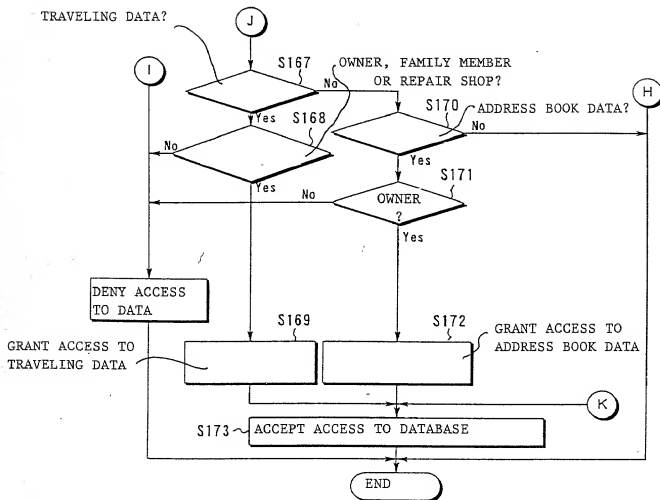 TRAVELING DATA?
J
I
S167
OWNER, FAMILY MEMBER
OR REPAIR SHOP?
H
No
S170
ADDRESS BOOK DATA?
Yes
S168
No
No
Yes
Yes
S171
No
OWNER
?
Yes
DENY ACCESS
TO DATA
S169
S172
GRANT ACCESS TO
TRAVELING DATA
GRANT ACCESS TO
ADDRESS BOOK DATA
K
S173
ACCEPT ACCESS TO DATABASE
END